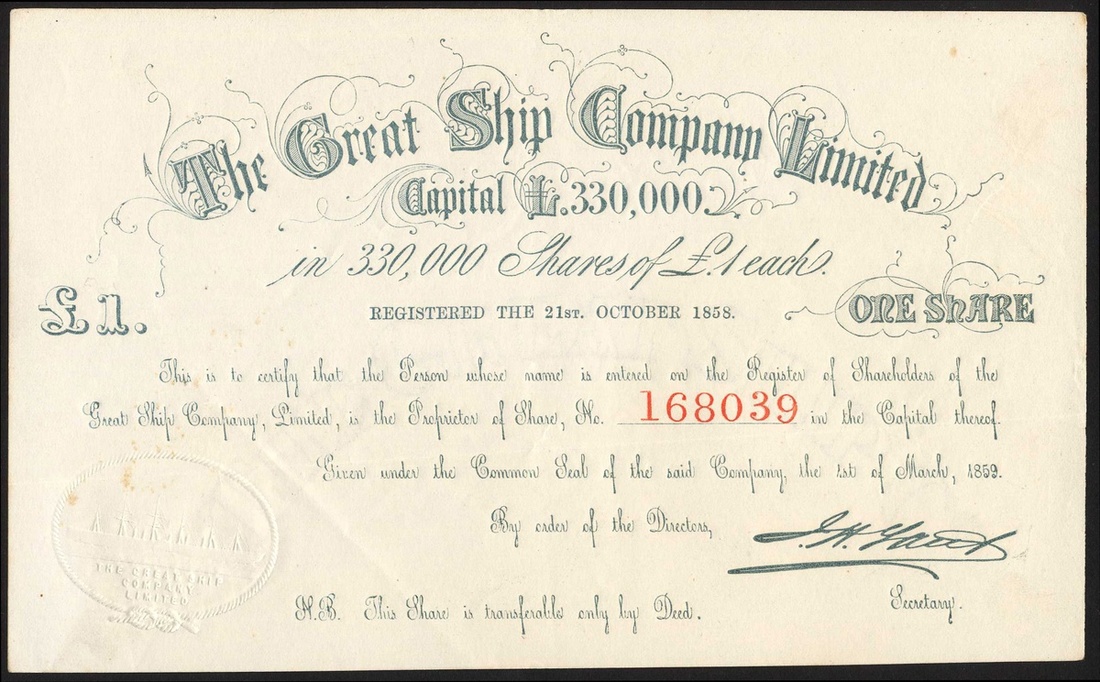 The Great Ship Company Limited
Capital £.330,000
in 330,000 Shares of £.1 each.
£1.
REGISTERED THE 21ST. OCTOBER 1858.
ONE ShARE
This is to certify that the Person whose name is entered on the Register of Shareholders of the
Great Ship Company, Limited, is the Proprietor of Share, No. 168039 in the Capital thereof.
Given under the Common Seal of the said Company, the 1st of March, 1859.
By order of the Directors,
Secretary.
N.B. This Share is transferable only by Deed.
THE GREAT SHIP
COMPANY
LIMITED